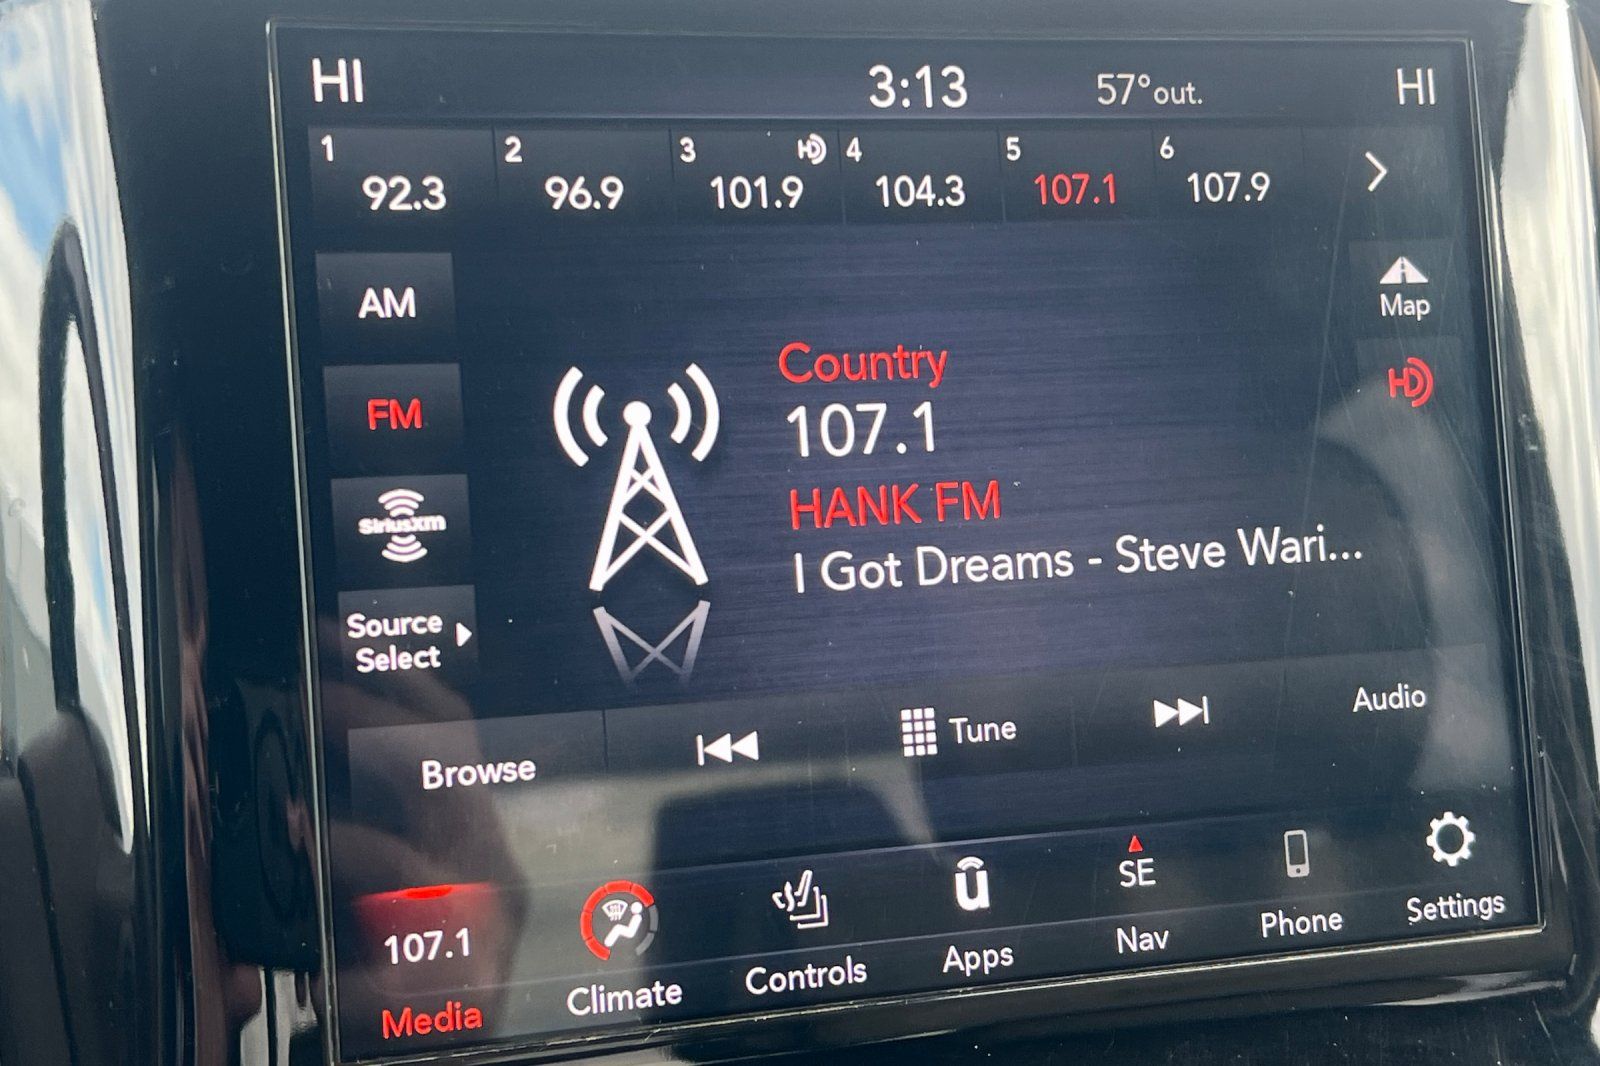 HI 3:13 57°out. HI
1 2 3 HD 4 5 6
92.3 96.9 101.9 104.3 107.1 107.9
AM
Map
Country
HD
107.1
FM
HANK FM
SiriusXM
I Got Dreams - Steve Wari...
Source
Select
Browse Tune Audio
SE
107.1
Media Climate Controls Apps Nav Phone Settings